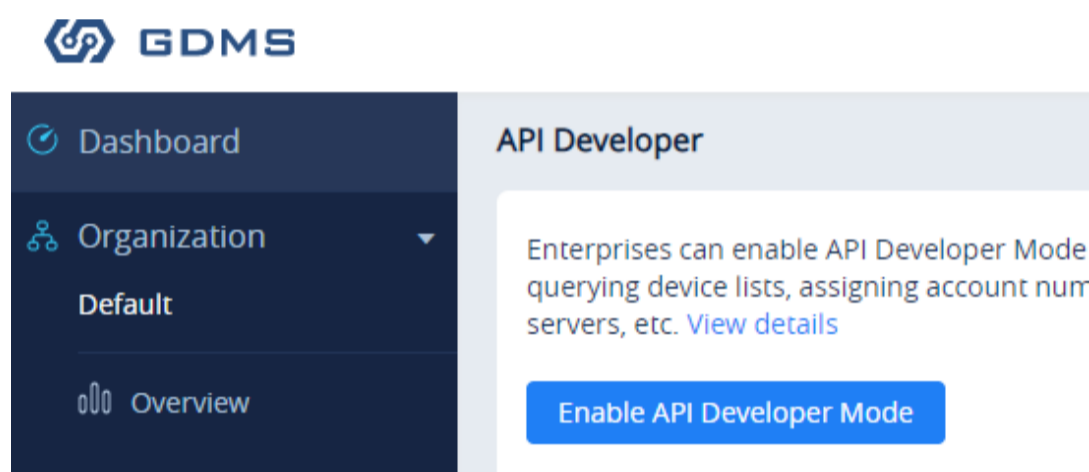 GDMS
Dashboard
Organization
Default
Overview
API Developer
Enterprises can enable API Developer Mode
querying device lists, assigning account num
servers, etc. View details
Enable API Developer Mode